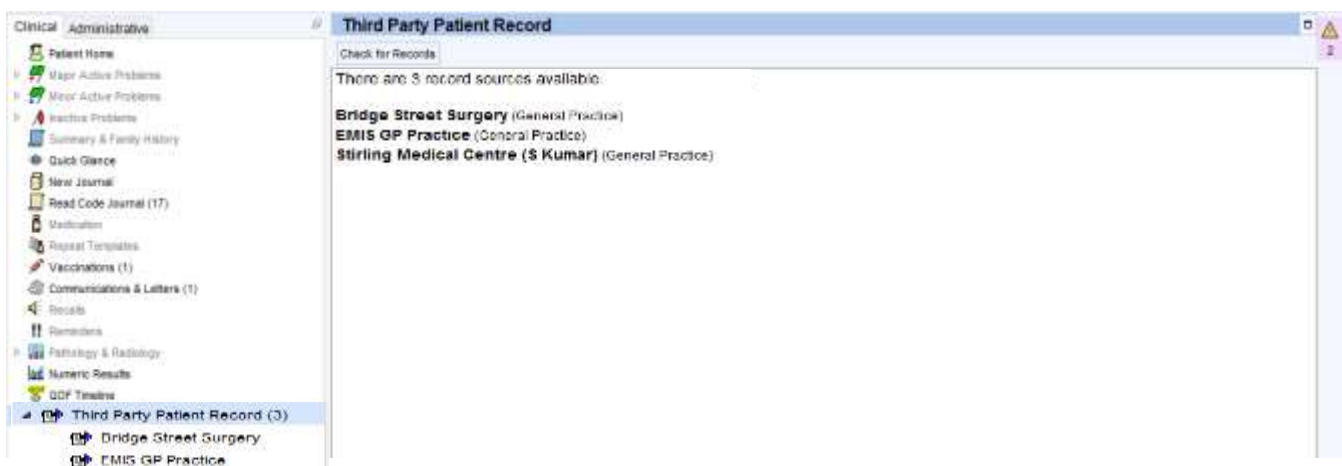 Clinical Administrative
Patient Home
Major Active Problems
Minor Active Problems
Inactive Problems
Summary & Family History
Quick Glance
New Journal
Read Code Journal (17)
Medication
Repeat Templates
Vaccinations (1)
Communications & Letters (1)
Recalls
Reminders
Pathology & Radiology
Numeric Results
QOF Timeline
Third Party Patient Record (3)
Bridge Street Surgery
EMIS GP Practice
Third Party Patient Record
Check for Records
There are 3 record sources available.
Bridge Street Surgery (General Practice)
EMIS GP Practice (General Practice)
Stirling Medical Centre (S Kumar) (General Practice)
2